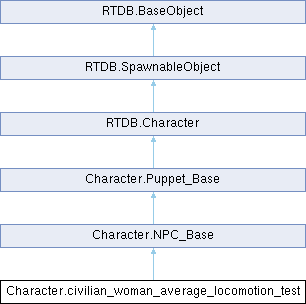 RTDB.BaseObject
RTDB.SpawnableObject
RTDB.Character
Character.Puppet_Base
Character.NPC_Base
Character.civilian_woman_average_locomotion_test